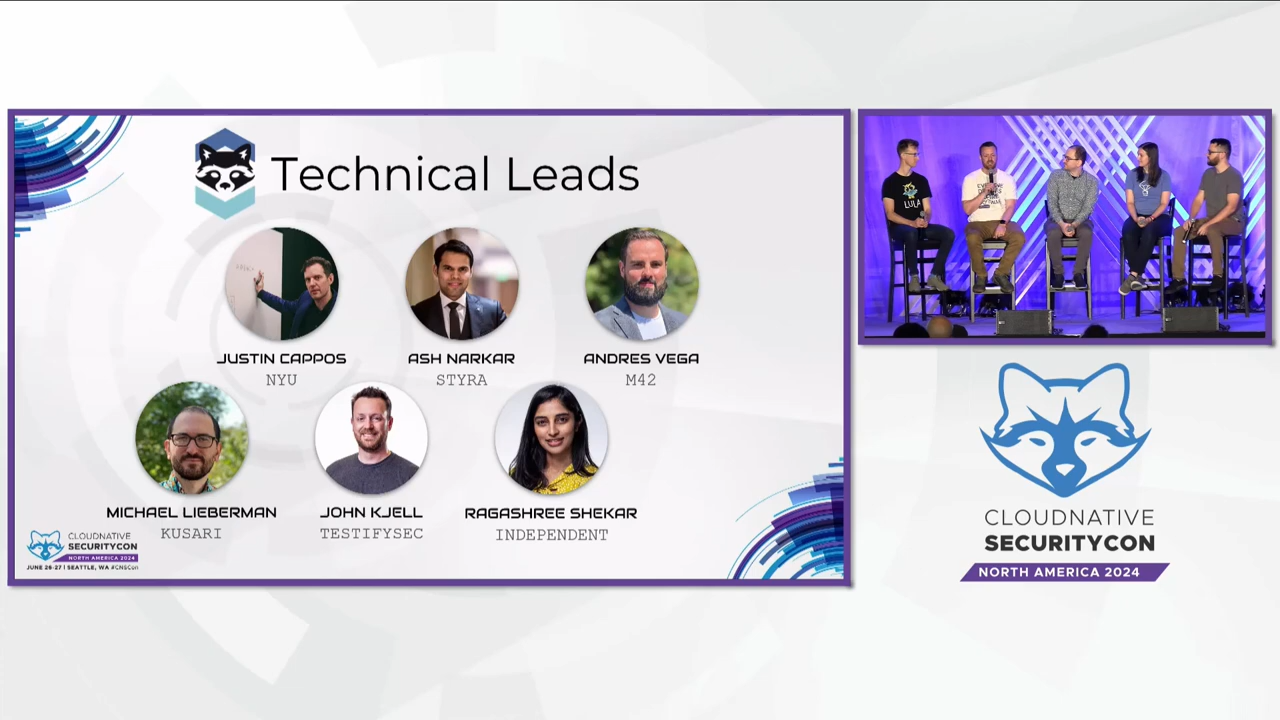 Technical Leads
JUSTIN CAPPOS
NYU
ASH NARKAR
STYRA
ANDRES VEGA
M42
MICHAEL LIEBERMAN
KUSARI
JOHN KJELL
TESTIFYSEC
RAGASHREE SHEKAR
INDEPENDENT
CLOUDNATIVE
SECURITYCON
NORTH AMERICA 2024
JUNE 26-27 | SEATTLE, WA #CNSCon
LULA
CLOUDNATIVE
SECURITYCON
NORTH AMERICA 2024